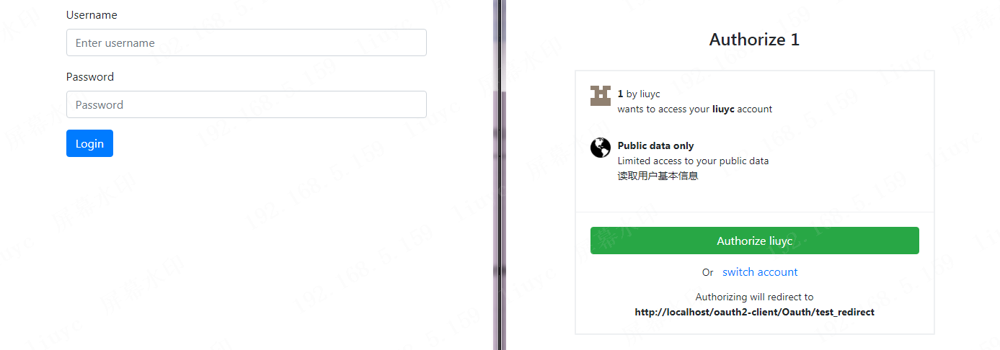 Username
Enter username
Password
Password
Login
Authorize 1
1 by liuyc
wants to access your liuyc account
Public data only
Limited access to your public data
读取用户基本信息
Authorize liuyc
Or switch account
Authorizing will redirect to
http://localhost/oauth2-client/Oauth/test_redirect